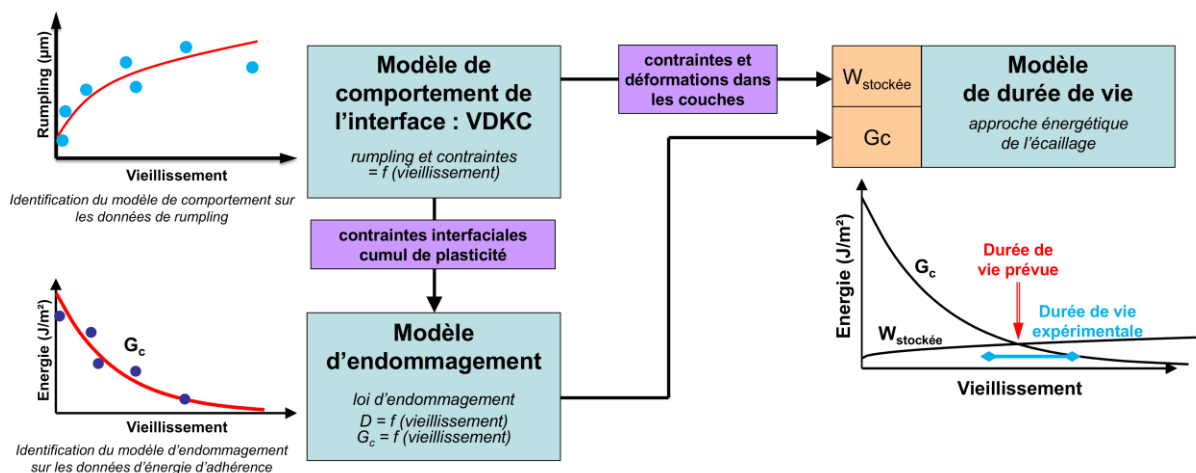 Rumpling (µm)
Vieillissement
Identification du modèle de comportement sur
les données de rumpling
Modèle de
comportement de
l'interface : VDKC
rumpling et contraintes
= f (vieillissement)
contraintes et
déformations dans
les couches
W stockée
Gc
Modèle
de durée de vie
approche énergétique
de l'écaillage
contraintes interfaciales
cumul de plasticité
Energie (J/m²)
Gc
Vieillissement
Identification du modèle d'endommagement
sur les données d'énergie d'adhérence
Modèle
d'endommagement
loi d'endommagement
D = f (vieillissement)
Gc = f (vieillissement)
Energie (J/m²)
Gc
W stockée
Durée de
vie prévue
Durée de vie
expérimentale
Vieillissement